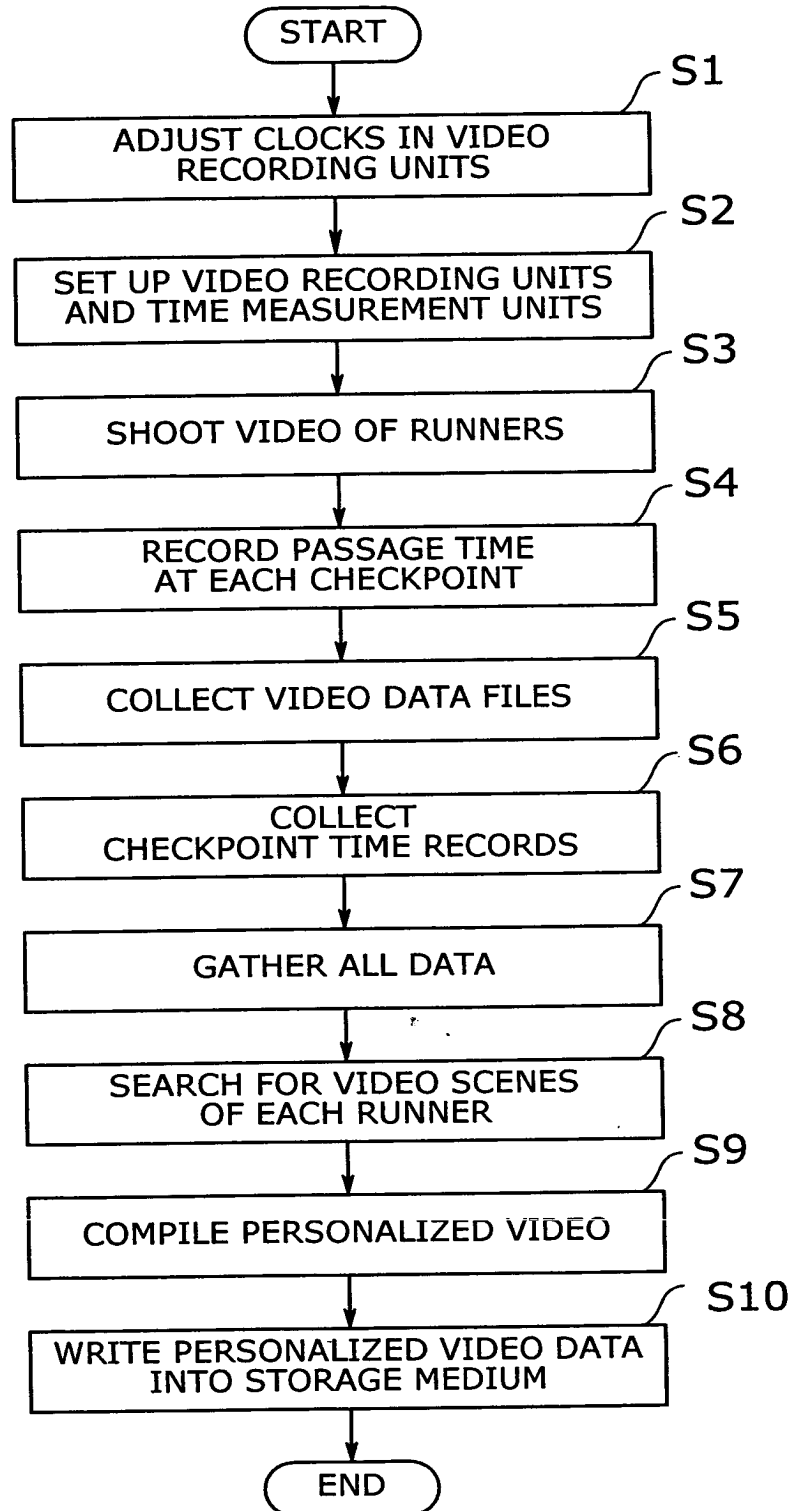 START
S1
ADJUST CLOCKS IN VIDEO
RECORDING UNITS
S2
SET UP VIDEO RECORDING UNITS
AND TIME MEASUREMENT UNITS
S3
SHOOT VIDEO OF RUNNERS
S4
RECORD PASSAGE TIME
AT EACH CHECKPOINT
S5
COLLECT VIDEO DATA FILES
S6
COLLECT
CHECKPOINT TIME RECORDS
S7
GATHER ALL DATA
S8
SEARCH FOR VIDEO SCENES
OF EACH RUNNER
S9
COMPILE PERSONALIZED VIDEO
S10
WRITE PERSONALIZED VIDEO DATA
INTO STORAGE MEDIUM
END